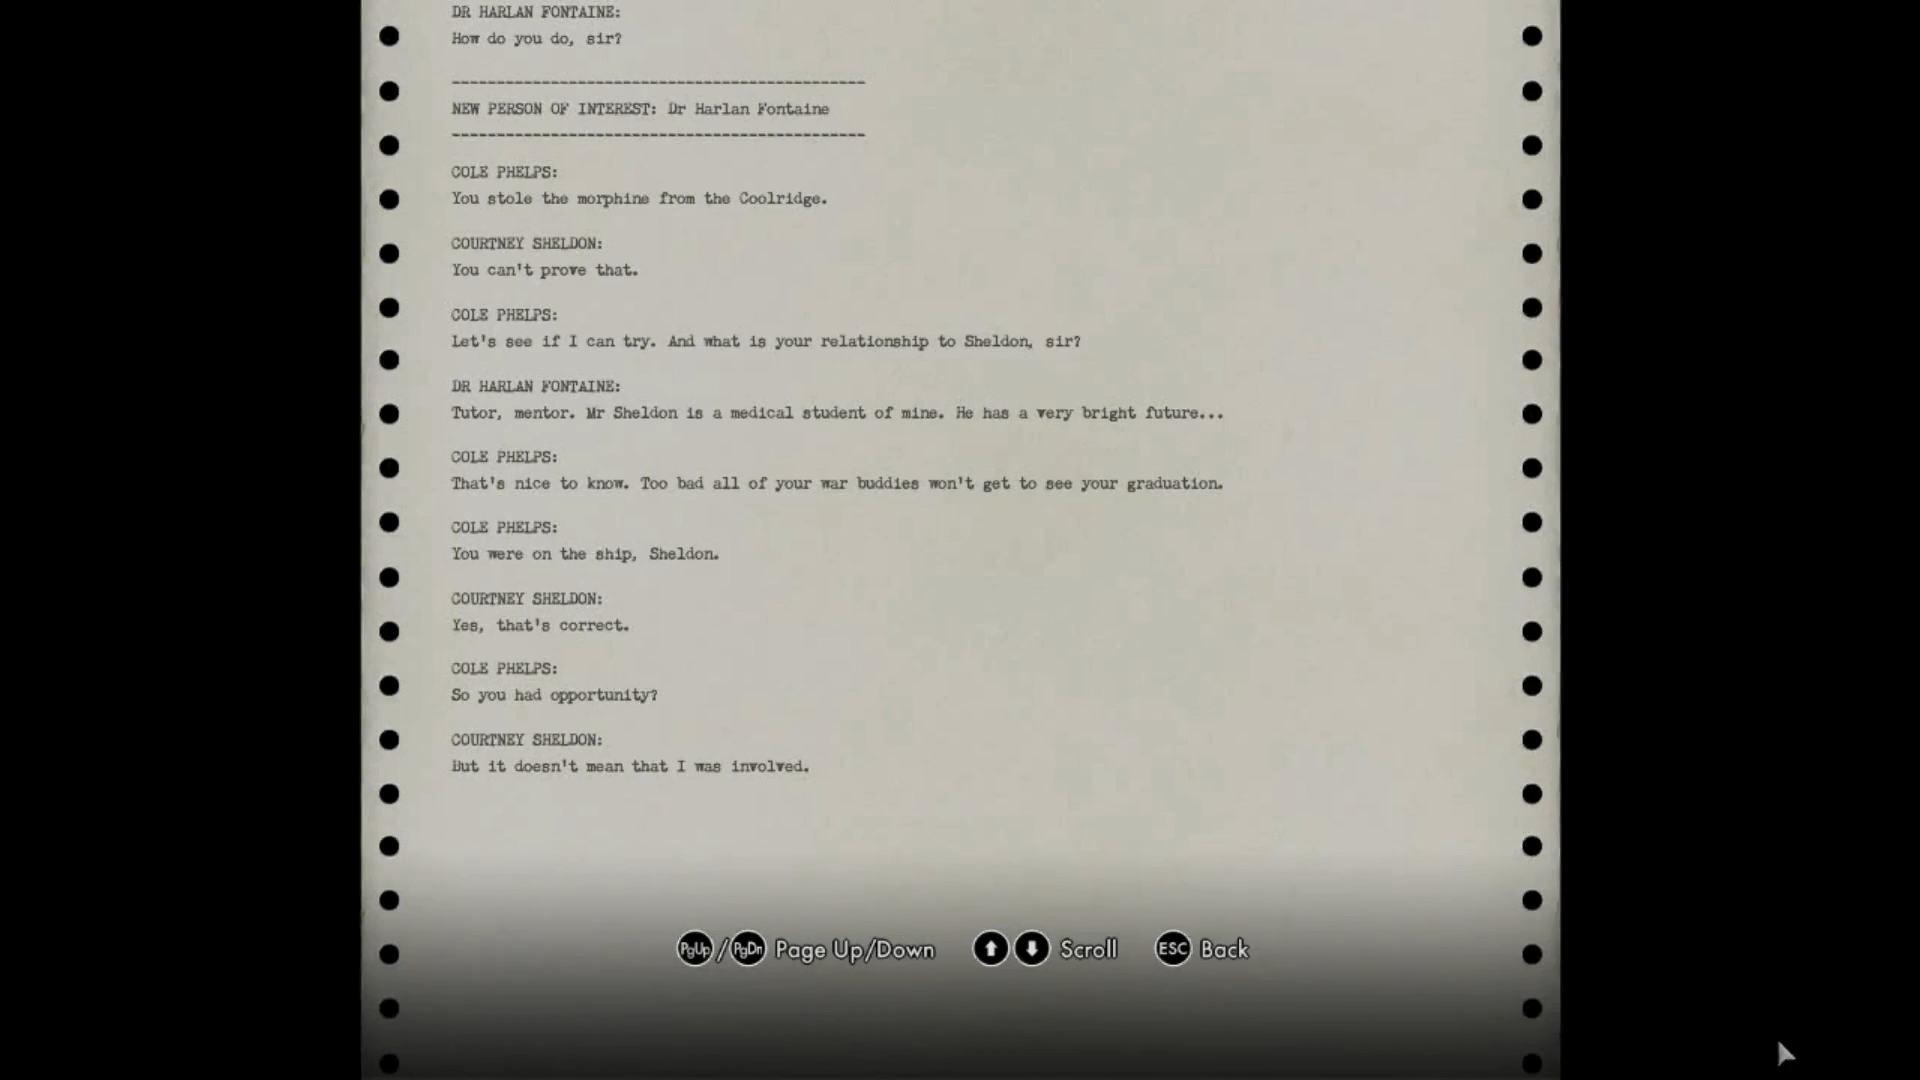 DR HARLAN FONTAINE:
How do you do, sir?
----------------------------------------------
NEW PERSON OF INTEREST: Dr Harlan Fontaine
----------------------------------------------
COLE PHELPS:
You stole the morphine from the Coolridge.
COURTNEY SHELDON:
You can't prove that.
COLE PHELPS:
Let's see if I can try. And what is your relationship to Sheldon, sir?
DR HARLAN FONTAINE:
Tutor, mentor. Mr Sheldon is a medical student of mine. He has a very bright future...
COLE PHELPS:
That's nice to know. Too bad all of your war buddies won't get to see your graduation.
COLE PHELPS:
You were on the ship, Sheldon.
COURTNEY SHELDON:
Yes, that's correct.
COLE PHELPS:
So you had opportunity?
COURTNEY SHELDON:
But it doesn't mean that I was involved.
PgUp/PgDn Page Up/Down Scroll ESC Back